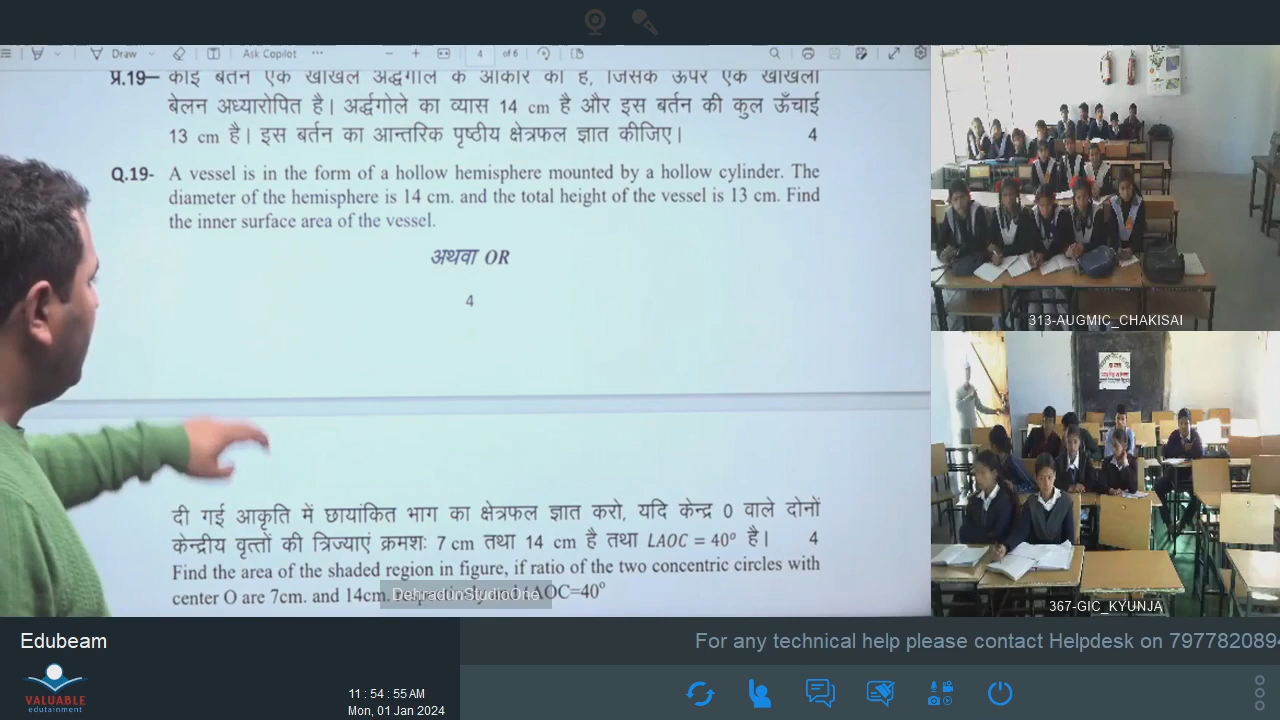 Draw
Ask Copilot
4 of 6
प्र.19— कोई बर्तन एक खोखले अर्द्धगोले के आकार का है, जिसके ऊपर एक खोखला
बेलन अध्यारोपित है। अर्द्धगोले का व्यास 14 cm है और इस बर्तन की कुल ऊँचाई
13 cm है। इस बर्तन का आन्तरिक पृष्ठीय क्षेत्रफल ज्ञात कीजिए। 4
Q.19- A vessel is in the form of a hollow hemisphere mounted by a hollow cylinder. The
diameter of the hemisphere is 14 cm. and the total height of the vessel is 13 cm. Find
the inner surface area of the vessel.
अथवा OR
4
दी गई आकृति में छायांकित भाग का क्षेत्रफल ज्ञात करो, यदि केन्द्र 0 वाले दोनों
केन्द्रीय वृत्तों की त्रिज्याएं क्रमशः 7 cm तथा 14 cm है तथा LAOC = 40° है। 4
Find the area of the shaded region in figure, if ratio of the two concentric circles with
center O are 7cm. and 14cm. AOC=40°
DehradunStudioOne
313-AUGMIC_CHAKISAI
367-GIC_KYUNJA
Edubeam
For any technical help please contact Helpdesk on 797782089
VALUABLE
edutainment
11 : 54 : 55 AM
Mon, 01 Jan 2024